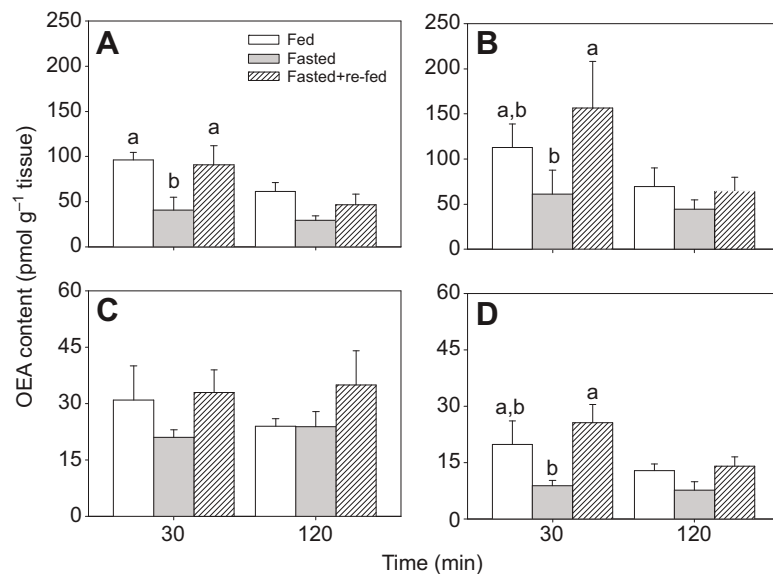 OEA content (pmol g⁻¹ tissue)
A
Fed
Fasted
Fasted+re-fed
250
200
150
100
50
0
a
b
a
B
250
200
150
100
50
0
a,b
b
a
C
60
45
30
15
0
30
120
D
60
45
30
15
0
a,b
b
a
30
120
Time (min)